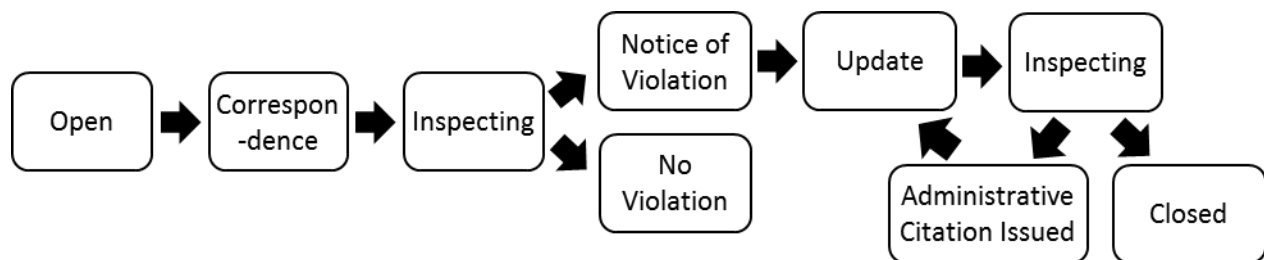 Open
Correspon
-dence
Inspecting
Notice of
Violation
No
Violation
Update
Inspecting
Administrative
Citation Issued
Closed